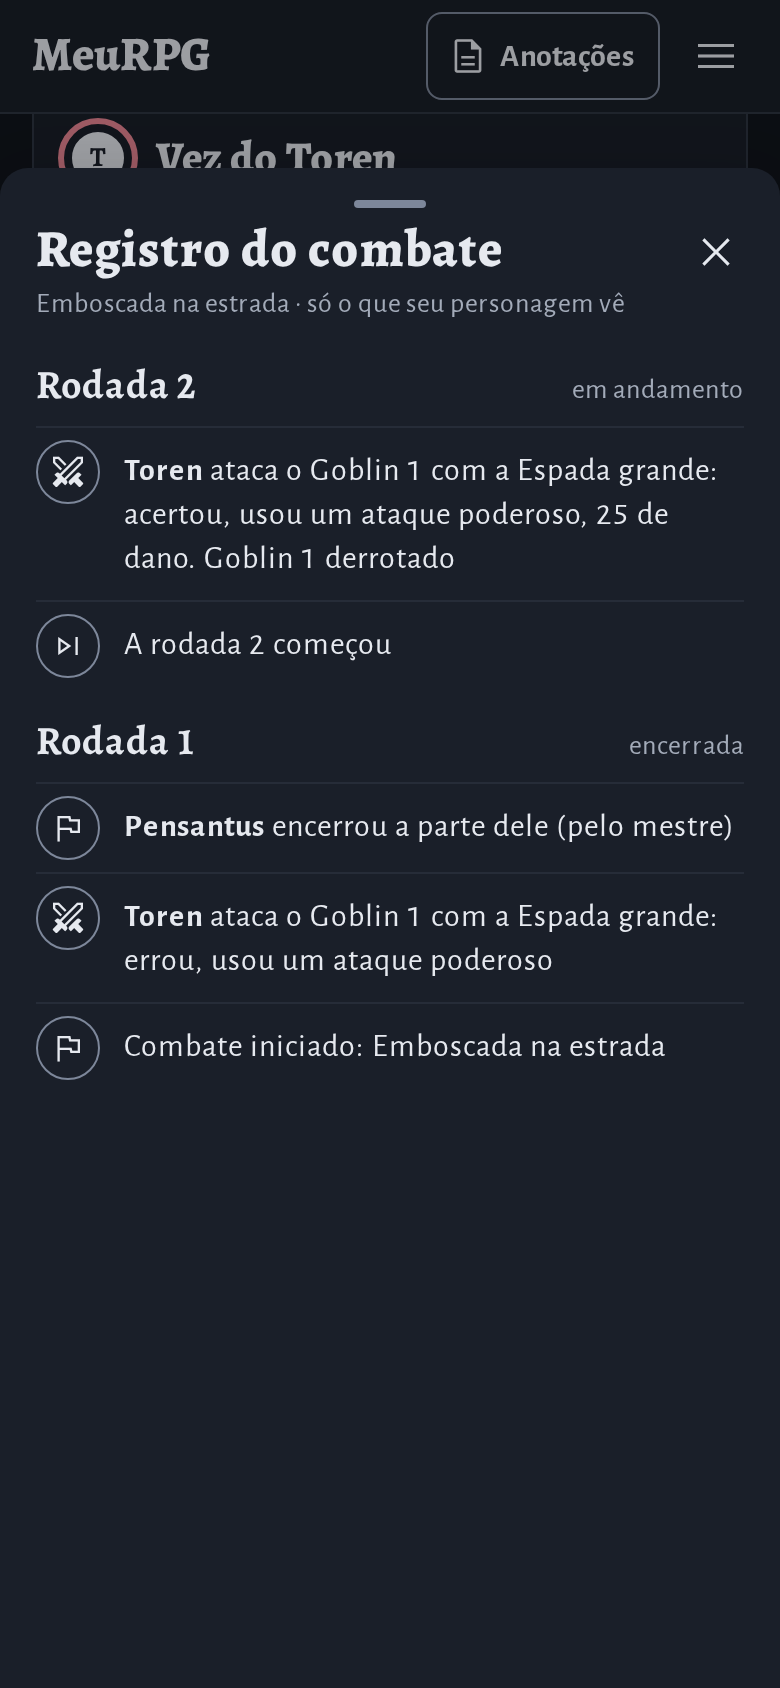 MeuRPG
Anotações
T
Vez do Toren
Registro do combate
Emboscada na estrada · só o que seu personagem vê
Rodada 2
em andamento
Toren ataca o Goblin 1 com a Espada grande:
acertou, usou um ataque poderoso, 25 de
dano. Goblin 1 derrotado
A rodada 2 começou
Rodada 1
encerrada
Pensantus encerrou a parte dele (pelo mestre)
Toren ataca o Goblin 1 com a Espada grande:
errou, usou um ataque poderoso
Combate iniciado: Emboscada na estrada